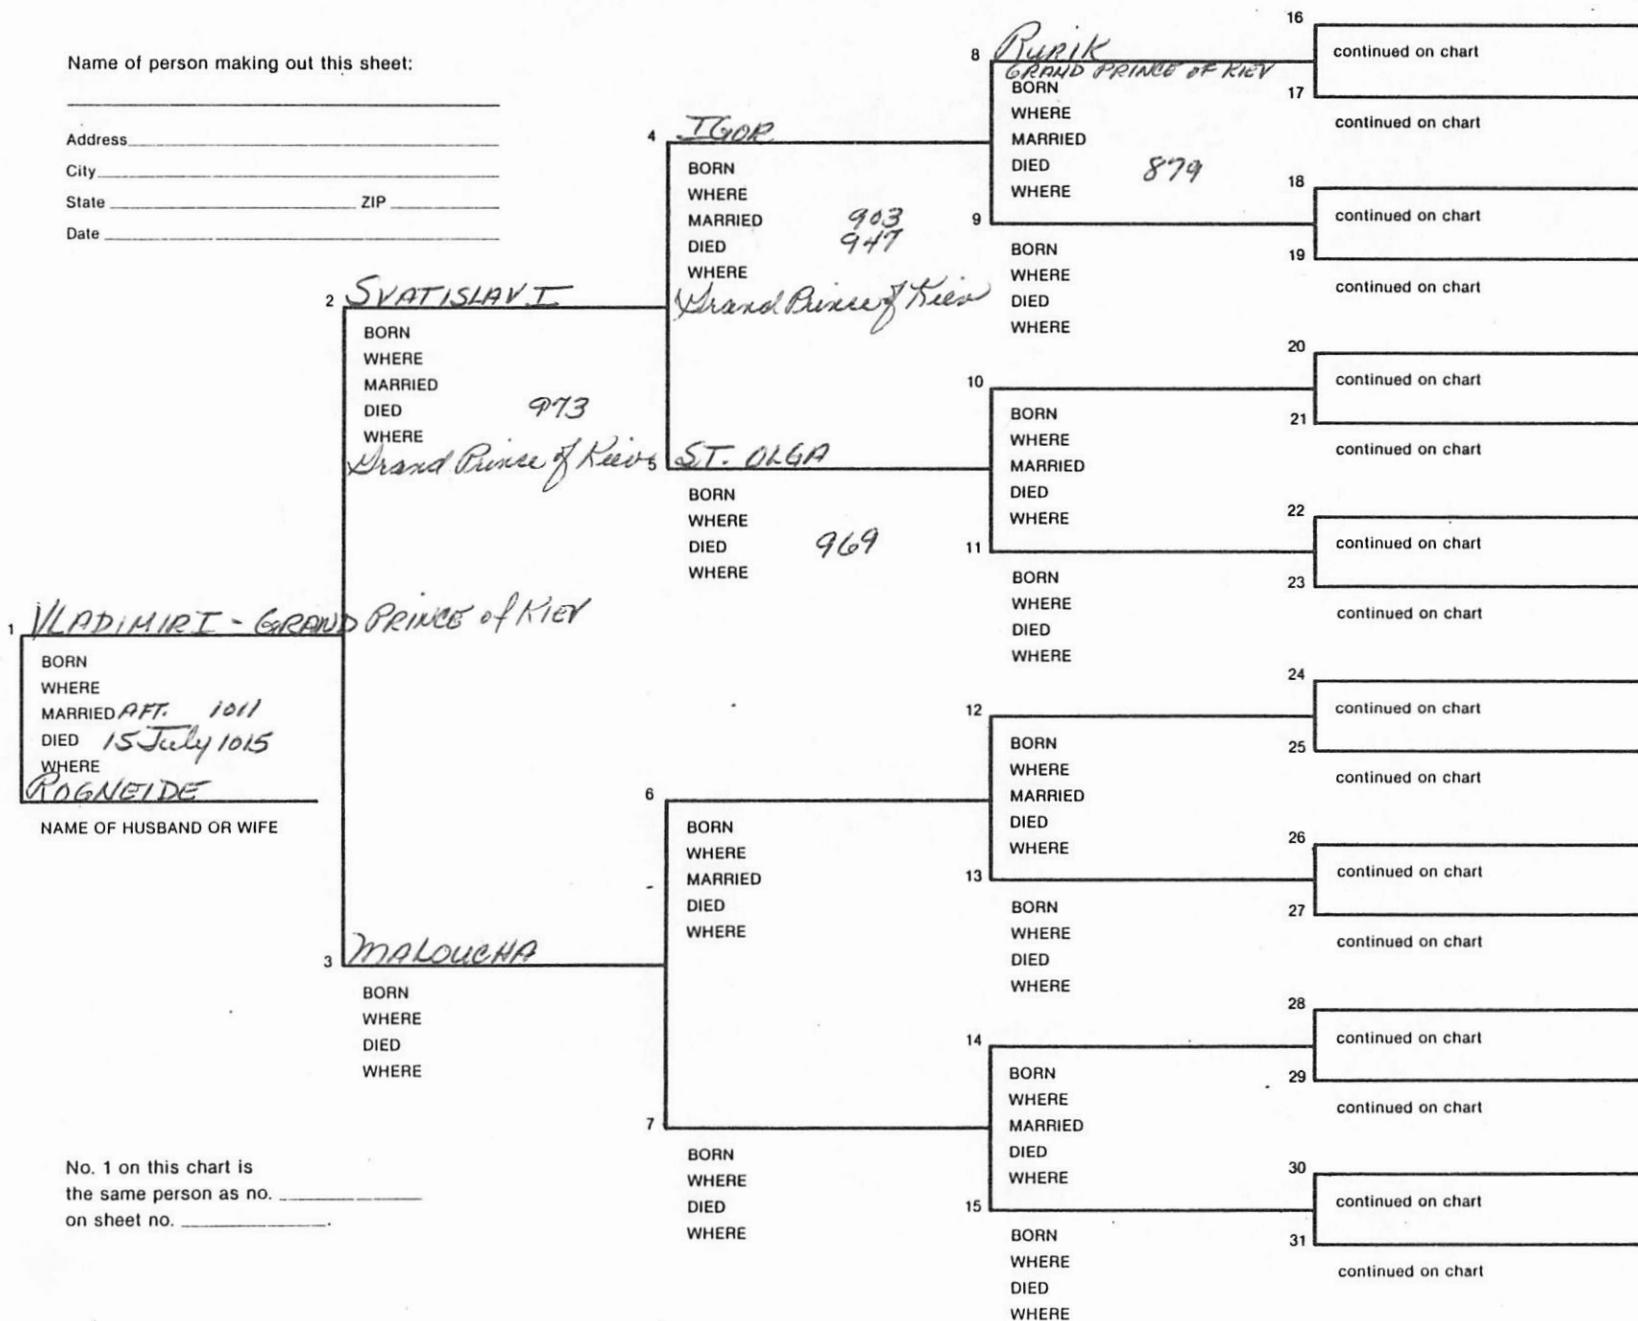 Name of person making out this sheet:
Address
City
State ZIP
Date
1 VLADIMIR I - GRAND PRINCE of KIEV
BORN
WHERE
MARRIED AFT. 1011
DIED 15 July 1015
WHERE
ROGNEIDE
NAME OF HUSBAND OR WIFE
No. 1 on this chart is
the same person as no.
on sheet no. .
2 SVATISLAV I
BORN
WHERE
MARRIED
DIED 973
WHERE
Grand Prince of Kiev
3 MALOUCHA
BORN
WHERE
DIED
WHERE
4 IGOR
BORN
WHERE
MARRIED 903
DIED 947
WHERE
Grand Prince of Kiev
5 ST. OLGA
BORN
WHERE
DIED 969
WHERE
6
BORN
WHERE
MARRIED
DIED
WHERE
7
BORN
WHERE
DIED
WHERE
8 RURIK
GRAND PRINCE OF KIEV
BORN
WHERE
MARRIED
DIED 879
WHERE
9
BORN
WHERE
DIED
WHERE
10
BORN
WHERE
MARRIED
DIED
WHERE
11
BORN
WHERE
DIED
WHERE
12
BORN
WHERE
MARRIED
DIED
WHERE
13
BORN
WHERE
DIED
WHERE
14
BORN
WHERE
MARRIED
DIED
WHERE
15
BORN
WHERE
DIED
WHERE
16
continued on chart
17
continued on chart
18
continued on chart
19
continued on chart
20
continued on chart
21
continued on chart
22
continued on chart
23
continued on chart
24
continued on chart
25
continued on chart
26
continued on chart
27
continued on chart
28
continued on chart
29
continued on chart
30
continued on chart
31
continued on chart